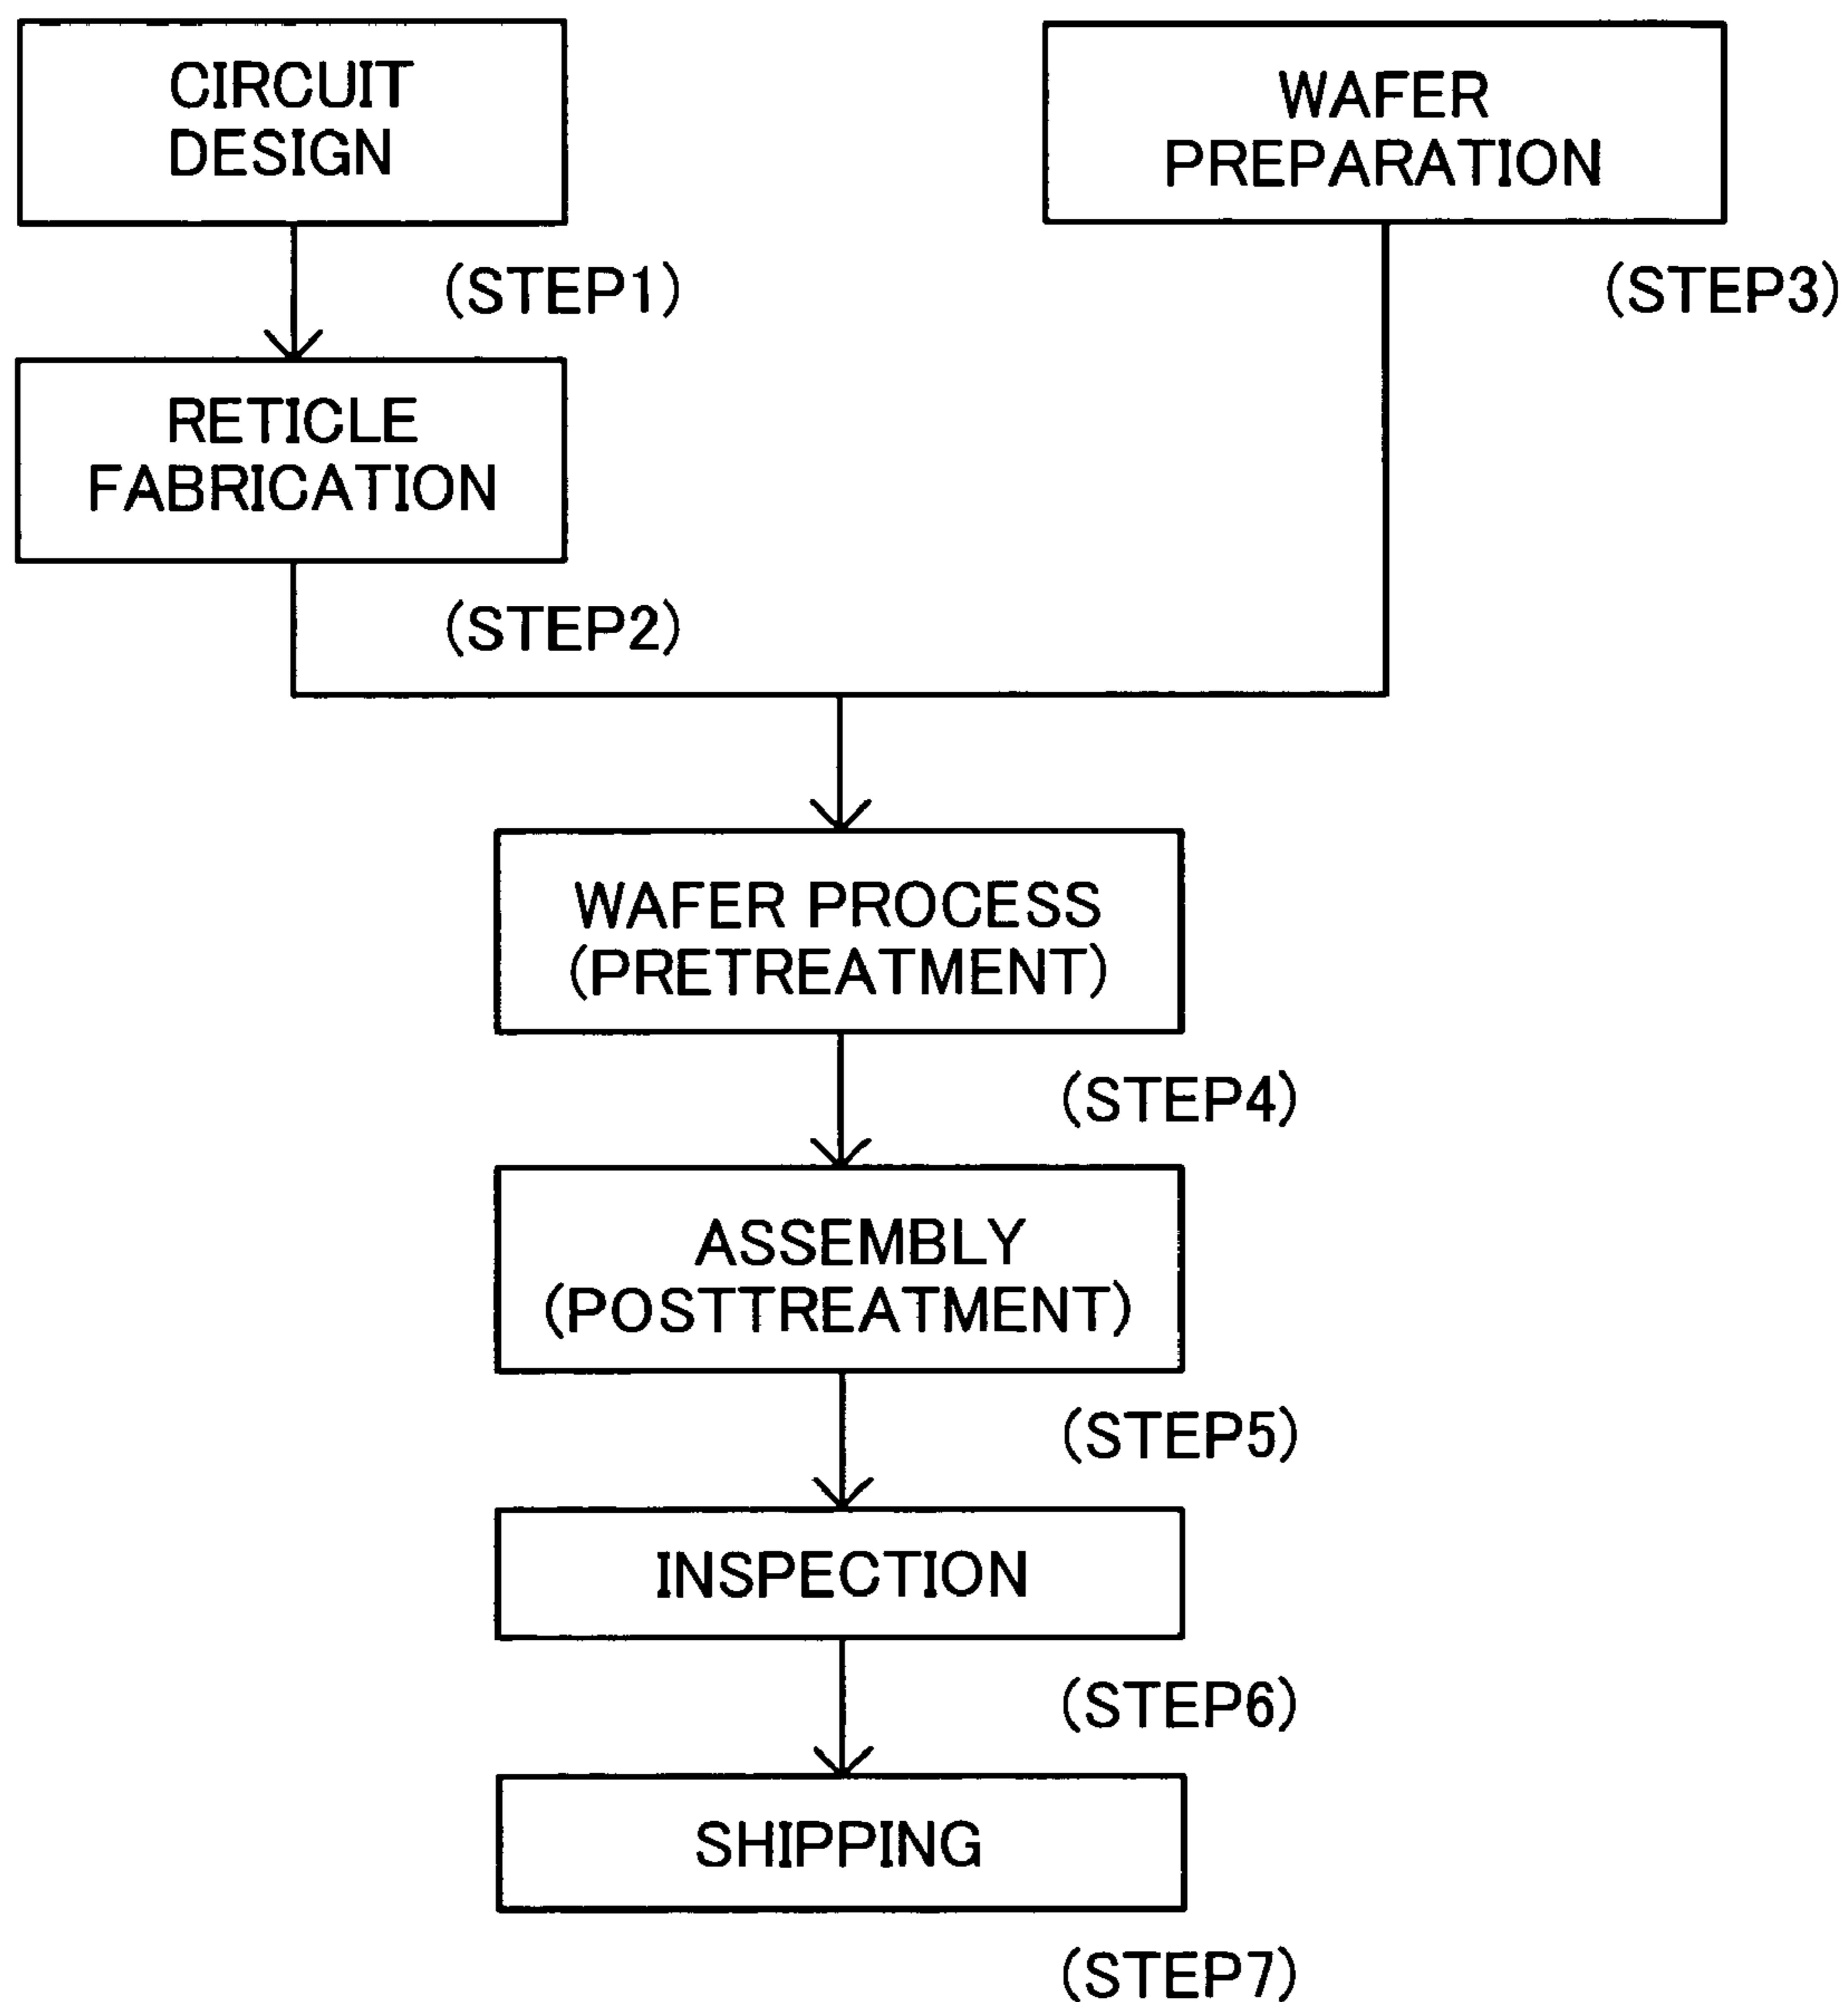 CIRCUIT
DESIGN
(STEP1)
RETICLE
FABRICATION
(STEP2)
WAFER
PREPARATION
(STEP3)
WAFER PROCESS
(PRETREATMENT)
(STEP4)
ASSEMBLY
(POSTTREATMENT)
(STEP5)
INSPECTION
(STEP6)
SHIPPING
(STEP7)